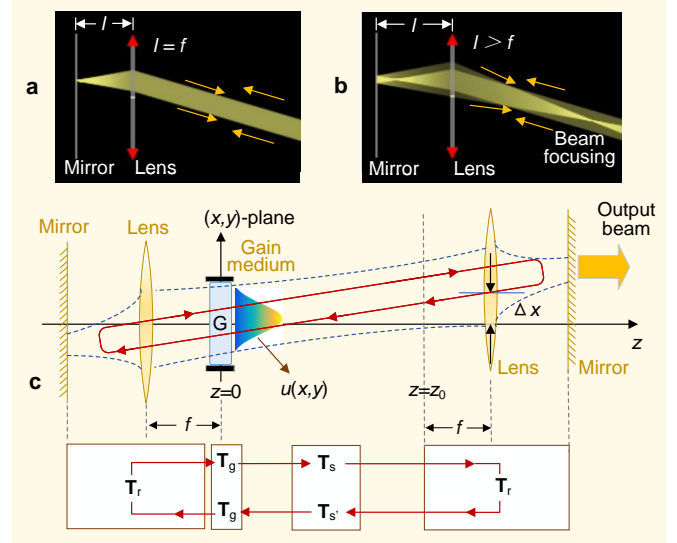 a
l
l = f
Mirror
Lens
b
l
l > f
Beam
focusing
Mirror
Lens
c
Mirror
Lens
(x,y)-plane
Gain
medium
Output
beam
G
Δx
z
z=0
u(x,y)
z=z₀
Lens
Mirror
f
f
Tr
Tg
Tg
Ts
Ts'
Tr